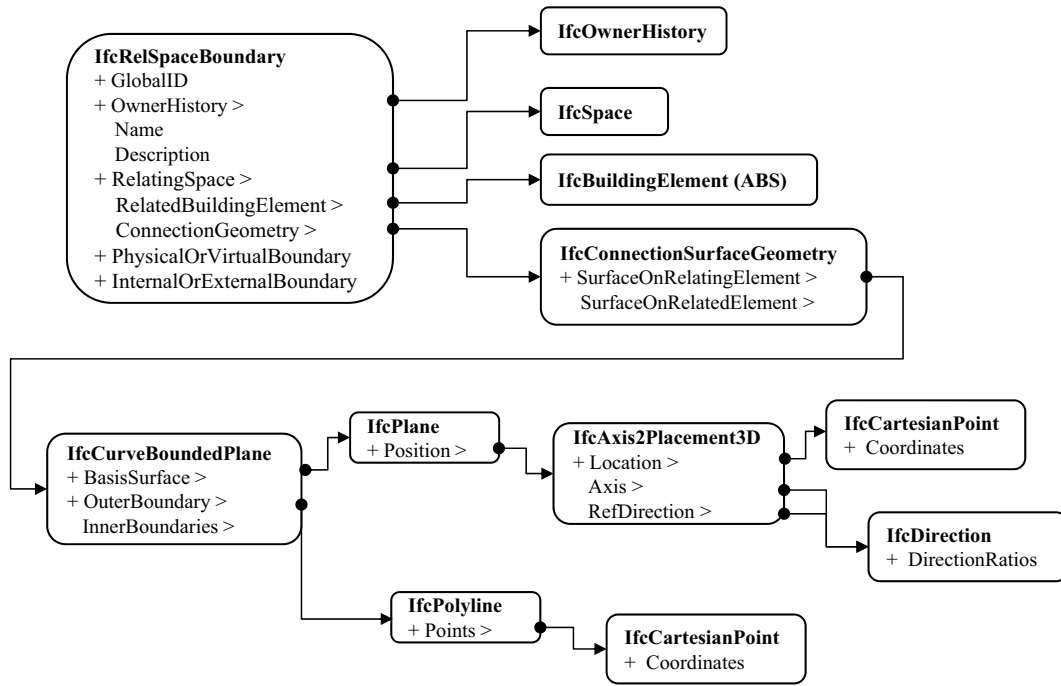 IfcRelSpaceBoundary
+ GlobalID
+ OwnerHistory >
Name
Description
+ RelatingSpace >
RelatedBuildingElement >
ConnectionGeometry >
+ PhysicalOrVirtualBoundary
+ InternalOrExternalBoundary
IfcOwnerHistory
IfcSpace
IfcBuildingElement (ABS)
IfcConnectionSurfaceGeometry
+ SurfaceOnRelatingElement >
SurfaceOnRelatedElement >
IfcCurveBoundedPlane
+ BasisSurface >
+ OuterBoundary >
InnerBoundaries >
IfcPlane
+ Position >
IfcAxis2Placement3D
+ Location >
Axis >
RefDirection >
IfcCartesianPoint
+ Coordinates
IfcDirection
+ DirectionRatios
IfcPolyline
+ Points >
IfcCartesianPoint
+ Coordinates